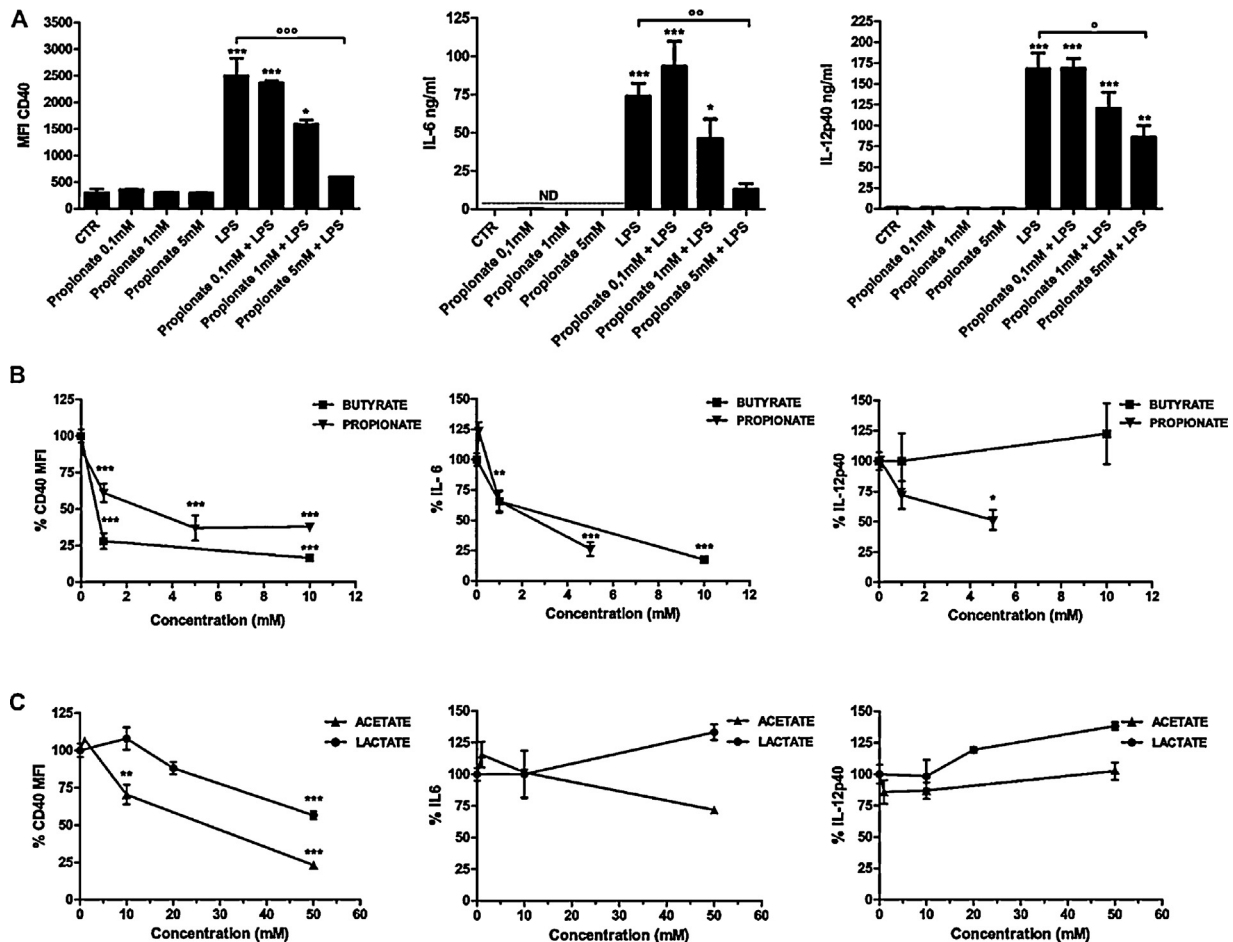 A
MFI CD40
3500
3000
2500
2000
1500
1000
500
0
°°°
***
***
*
CTR
Propionate 0.1mM
Propionate 1mM
Propionate 5mM
LPS
Propionate 0.1mM + LPS
Propionate 1mM + LPS
Propionate 5mM + LPS
IL-6 ng/ml
125
100
75
50
25
0
ND
°°
***
***
*
CTR
Propionate 0,1mM
Propionate 1mM
Propionate 5mM
LPS
Propionate 0,1mM + LPS
Propionate 1mM + LPS
Propionate 5mM + LPS
IL-12p40 ng/ml
225
200
175
150
125
100
75
50
25
0
°
***
***
***
**
CTR
Propionate 0,1mM
Propionate 1mM
Propionate 5mM
LPS
Propionate 0,1mM + LPS
Propionate 1mM + LPS
Propionate 5mM + LPS
B
% CD40 MFI
125
100
75
50
25
0
BUTYRATE
PROPIONATE
***
***
***
***
***
0 2 4 6 8 10 12
Concentration (mM)
% IL- 6
150
125
100
75
50
25
0
BUTYRATE
PROPIONATE
**
***
***
0 2 4 6 8 10 12
Concentration (mM)
% IL-12p40
150
125
100
75
50
25
0
BUTYRATE
PROPIONATE
*
0 2 4 6 8 10 12
Concentration (mM)
C
% CD40 MFI
125
100
75
50
25
0
ACETATE
LACTATE
**
***
***
0 10 20 30 40 50 60
Concentration (mM)
% IL6
150
125
100
75
50
25
0
ACETATE
LACTATE
0 10 20 30 40 50 60
Concentration (mM)
% IL-12p40
150
125
100
75
50
25
0
ACETATE
LACTATE
0 10 20 30 40 50 60
Concentration (mM)